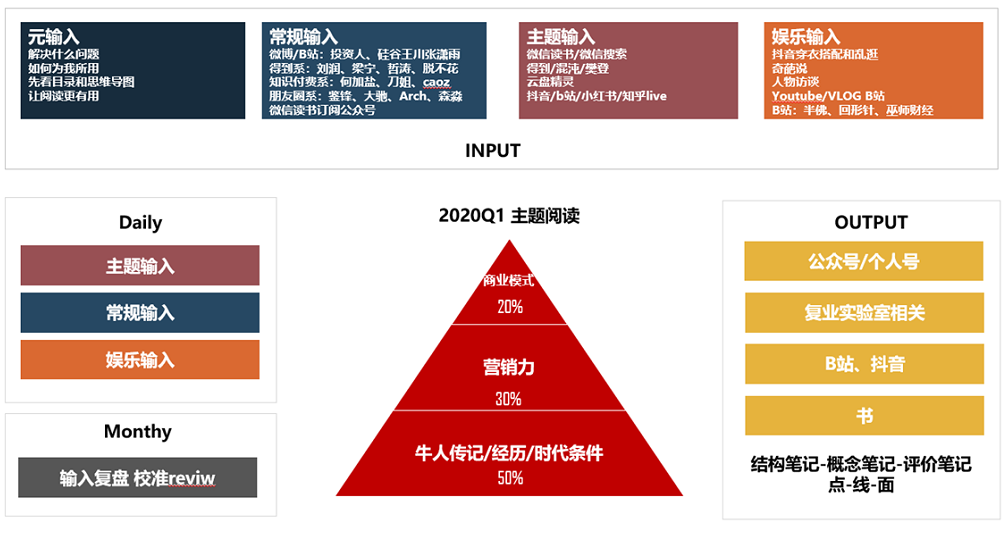 元输入
解决什么问题
如何为我所用
先看目录和思维导图
让阅读更有用
常规输入
微博/B站：投资人、硅谷王川张潇雨
得到系：刘润、梁宁、哲涛、脱不花
知识付费系：何加盐、刀姐、caoz
朋友圈系：銮锋、大驰、Arch、森淼
微信读书订阅公众号
主题输入
微信读书/微信搜索
得到/混沌/樊登
云盘精灵
抖音/b站/小红书/知乎live
娱乐输入
抖音穿衣搭配和乱逛
奇葩说
人物访谈
Youtube/VLOG B站
B站：半佛、回形针、巫师财经
INPUT
Daily
主题输入
常规输入
娱乐输入
Monthy
输入复盘 校准reviw
2020Q1 主题阅读
商业模式
20%
营销力
30%
牛人传记/经历/时代条件
50%
OUTPUT
公众号/个人号
复业实验室相关
B站、抖音
书
结构笔记-概念笔记-评价笔记
点-线-面